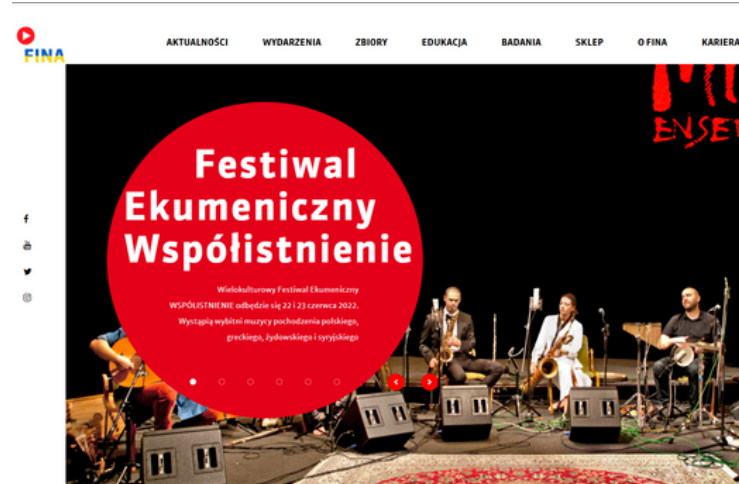 FINA
AKTUALNOŚCI WYDARZENIA ZBIORY EDUKACJA BADANIA SKLEP O FINA KARIERA
Festiwal
Ekumeniczny
Współistnienie
Wielokulturowy Festiwal Ekumeniczny
WSPÓŁISTNIENIE odbędzie się 22 i 23 czerwca 2022.
Wystąpią wybitni muzycy pochodzenia polskiego,
greckiego, żydowskiego i syryjskiego